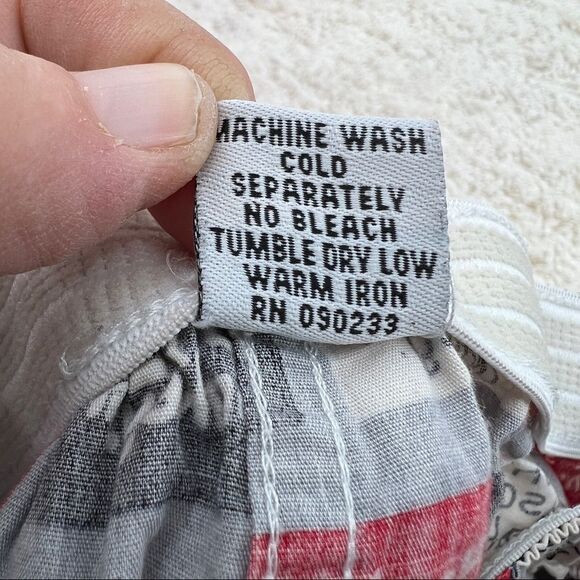 MACHINE WASH
COLD
SEPARATELY
NO BLEACH
TUMBLE DRY LOW
WARM IRON
RN 090233